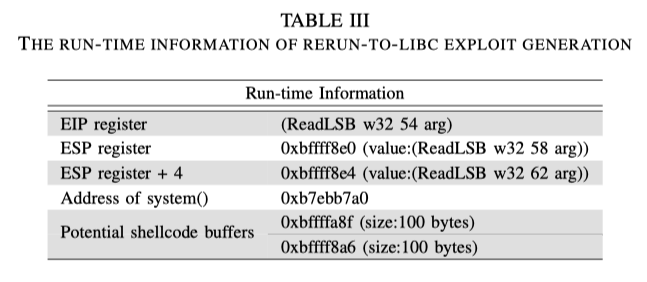 TABLE III
THE RUN-TIME INFORMATION OF RERUN-TO-LIBC EXPLOIT GENERATION
Run-time Information
EIP register (ReadLSB w32 54 arg)
ESP register 0xbffff8e0 (value:(ReadLSB w32 58 arg))
ESP register + 4 0xbffff8e4 (value:(ReadLSB w32 62 arg))
Address of system() 0xb7ebb7a0
Potential shellcode buffers 0xbffffa8f (size:100 bytes)
0xbffff8a6 (size:100 bytes)